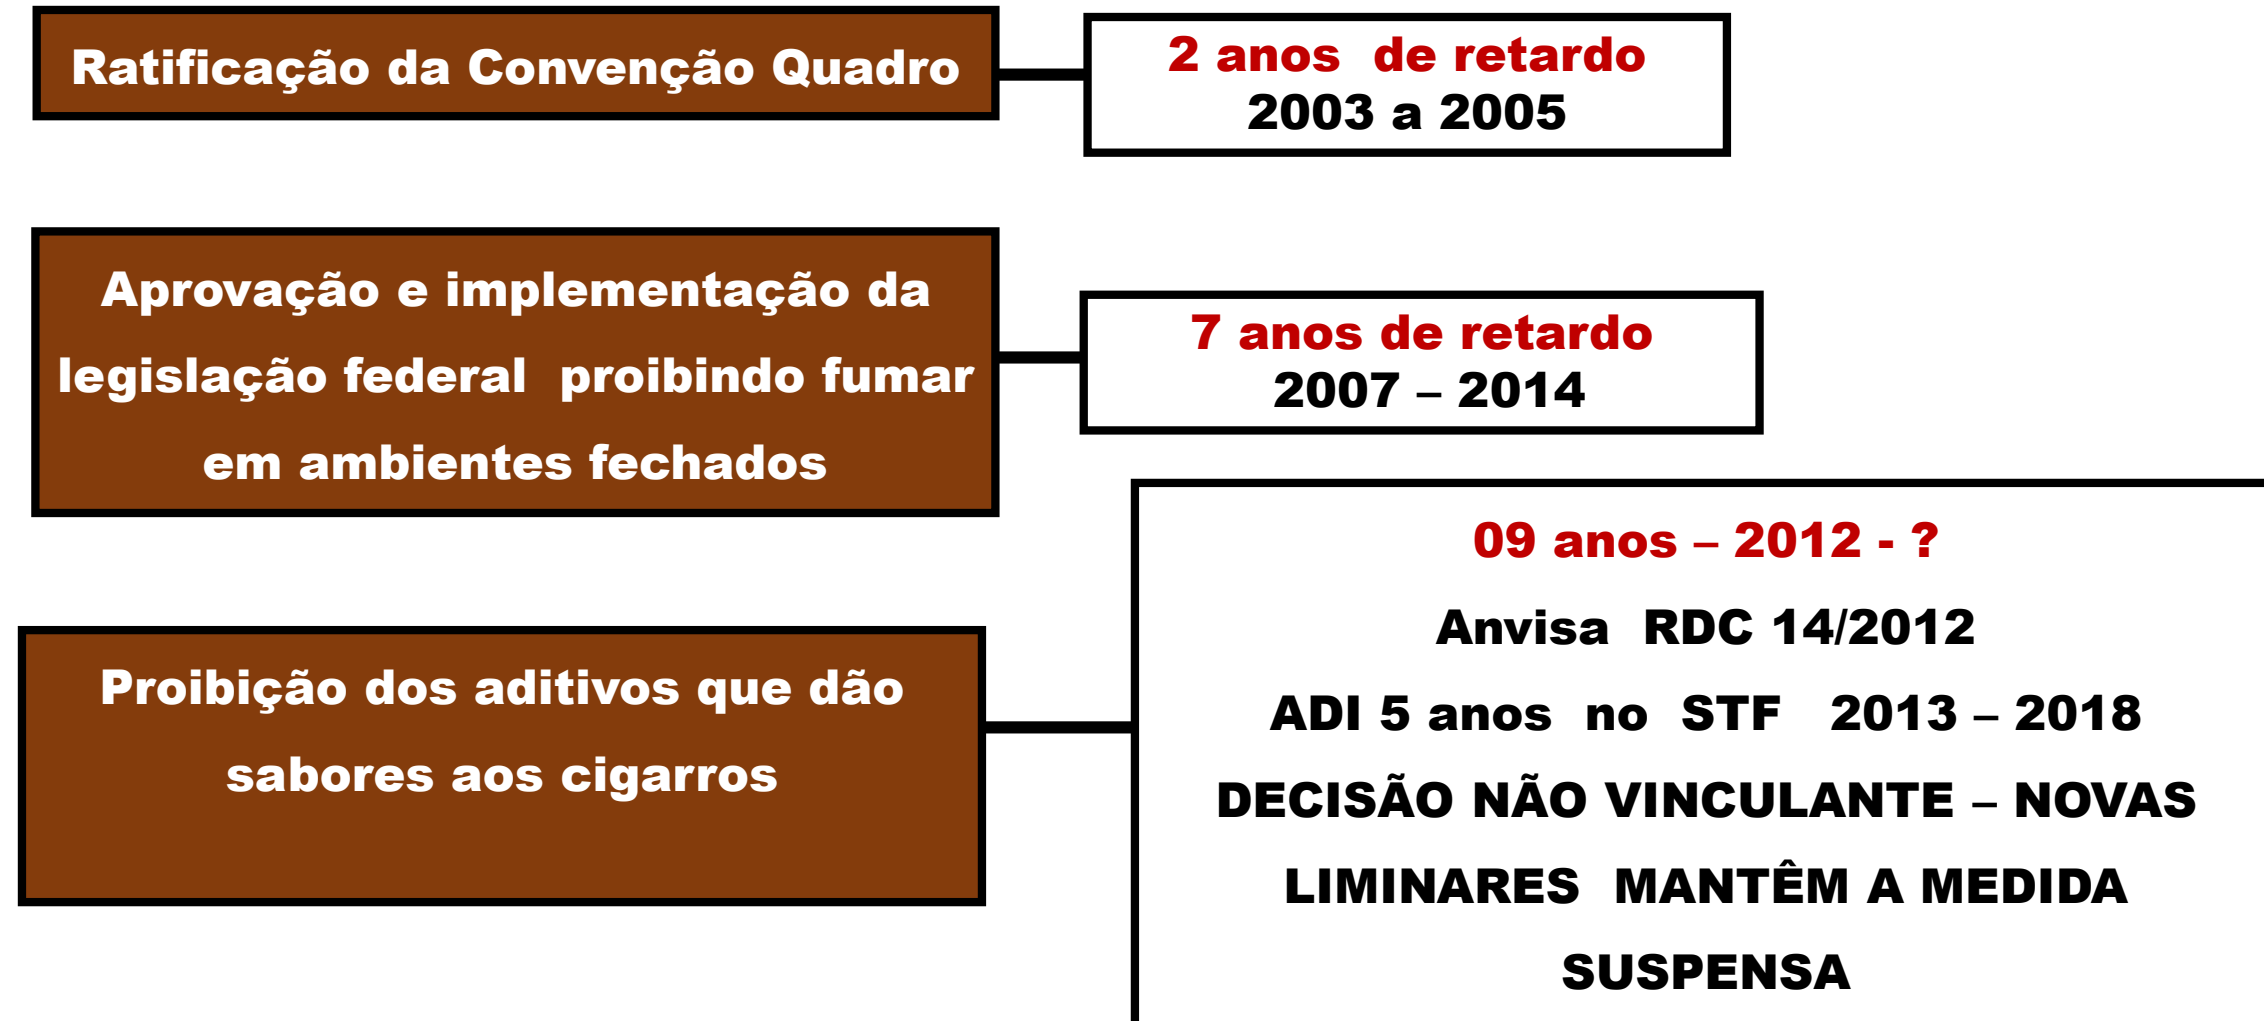 Ratificação da Convenção Quadro
2 anos de retardo
2003 a 2005
Aprovação e implementação da
legislação federal proibindo fumar
em ambientes fechados
7 anos de retardo
2007 – 2014
Proibição dos aditivos que dão
sabores aos cigarros
09 anos – 2012 - ?
Anvisa RDC 14/2012
ADI 5 anos no STF 2013 – 2018
DECISÃO NÃO VINCULANTE – NOVAS
LIMINARES MANTÊM A MEDIDA
SUSPENSA